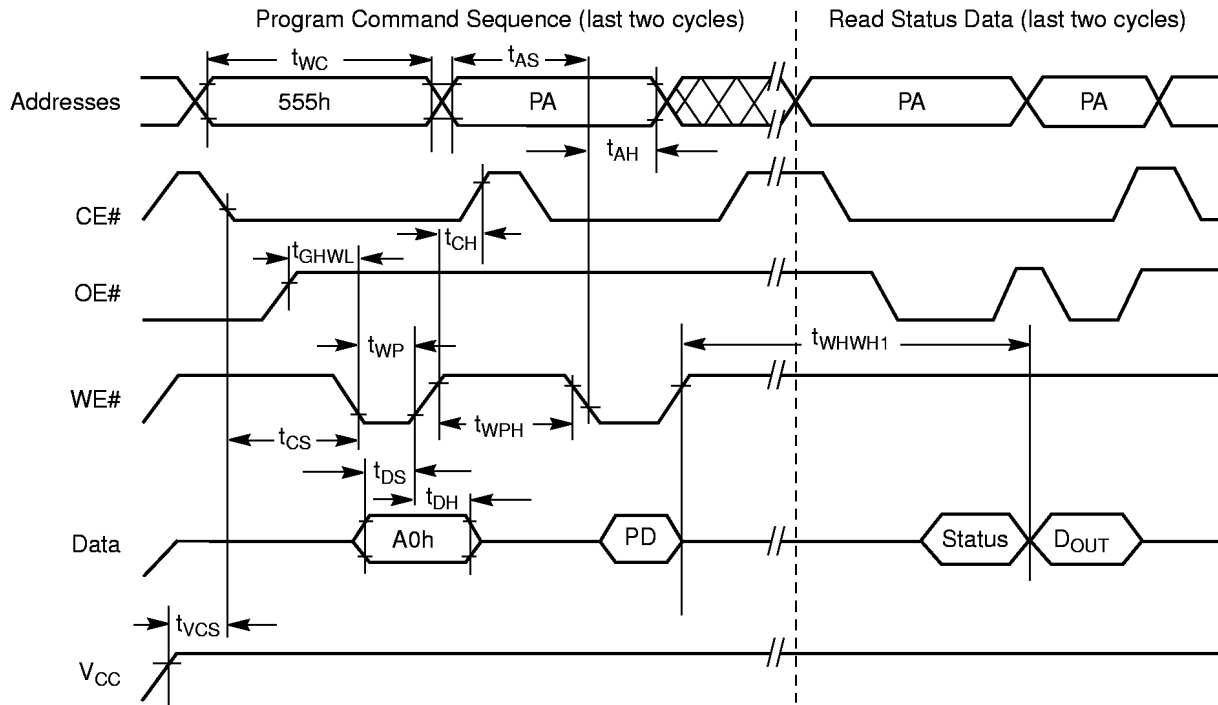 Program Command Sequence (last two cycles)
Read Status Data (last two cycles)
tWC
tAS
Addresses
555h
PA
PA
PA
tAH
CE#
tCH
tGHWL
OE#
tWP
tWHWH1
WE#
tWPH
tCS
tDS
tDH
Data
A0h
PD
Status
DOUT
tVCS
VCC